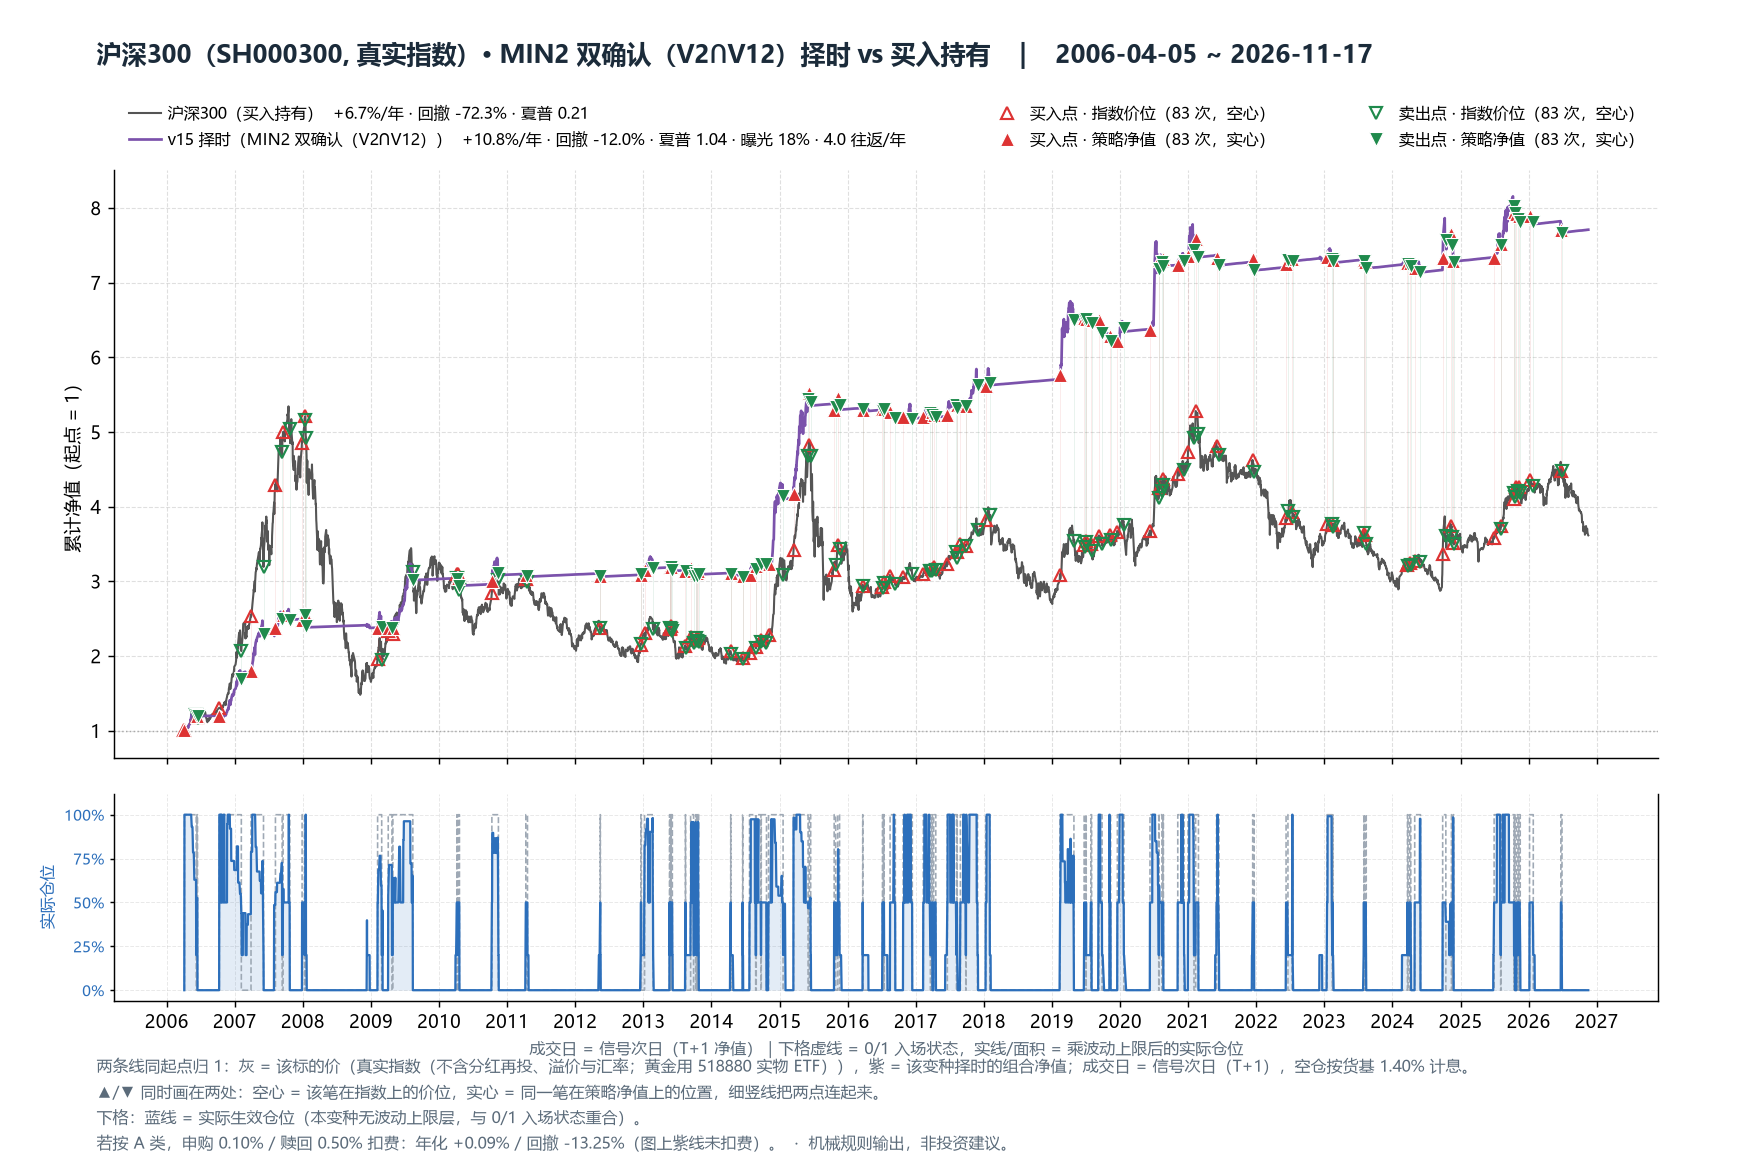 沪深300（SH000300, 真实指数）• MIN2 双确认（V2∩V12）择时 vs 买入持有 | 2006-04-05 ~ 2026-11-17
沪深300（买入持有） +6.7%/年 · 回撤 -72.3% · 夏普 0.21
v15 择时（MIN2 双确认（V2∩V12）） +10.8%/年 · 回撤 -12.0% · 夏普 1.04 · 曝光 18% · 4.0 往返/年
买入点 · 指数价位（83 次，空心）
买入点 · 策略净值（83 次，实心）
卖出点 · 指数价位（83 次，空心）
卖出点 · 策略净值（83 次，实心）
累计净值（起点 = 1）
8
7
6
5
4
3
2
1
实际仓位
100%
75%
50%
25%
0%
2006 2007 2008 2009 2010 2011 2012 2013 2014 2015 2016 2017 2018 2019 2020 2021 2022 2023 2024 2025 2026 2027
成交日 = 信号次日（T+1 净值） | 下格虚线 = 0/1 入场状态，实线/面积 = 乘波动上限后的实际仓位
两条线同起点归 1：灰 = 该标的价（真实指数（不含分红再投、溢价与汇率；黄金用 518880 实物 ETF）），紫 = 该变种择时的组合净值；成交日 = 信号次日（T+1），空仓按货基 1.40% 计息。
▲/▼ 同时画在两处：空心 = 该笔在指数上的价位，实心 = 同一笔在策略净值上的位置，细竖线把两点连起来。
下格：蓝线 = 实际生效仓位（本变种无波动上限层，与 0/1 入场状态重合）。
若按 A 类，申购 0.10% / 赎回 0.50% 扣费：年化 +0.09% / 回撤 -13.25%（图上紫线未扣费）。 · 机械规则输出，非投资建议。